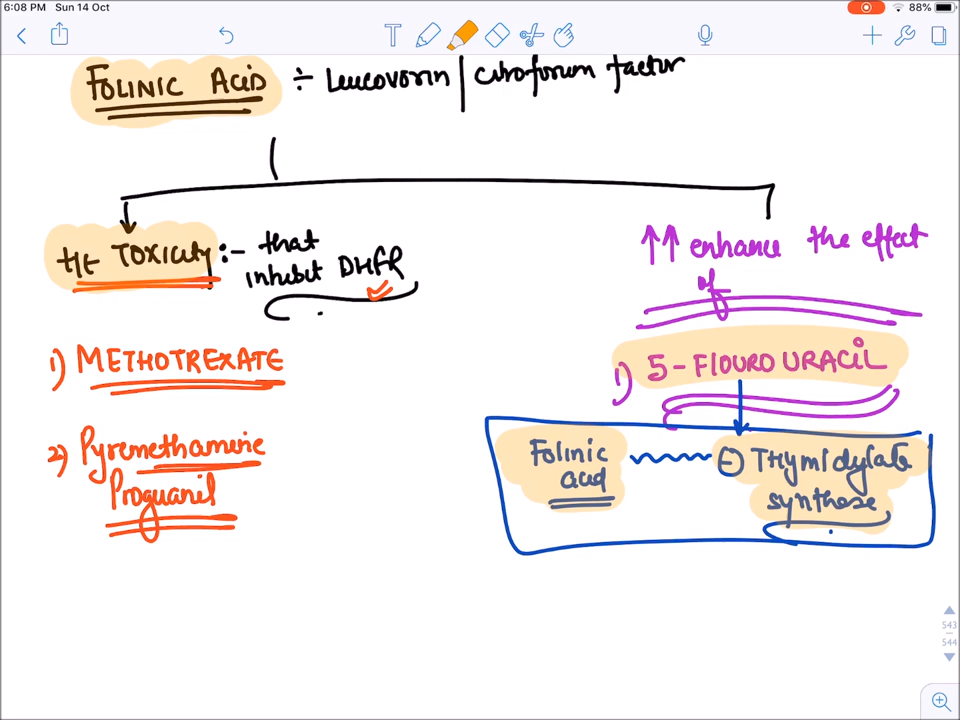 6:08 PM Sun 14 Oct
88%
FOLINIC ACID ÷ Leucovorin | citroforum factor
Ht TOXICITY :- that
inhibit DHFR
↑↑ enhance the effect
of
1) METHOTREXATE
1) 5-FLOURO URACIL
2) Pyremethamine
Proguanil
Folinic
acid
⊖ Thymidylate
synthase
543
544